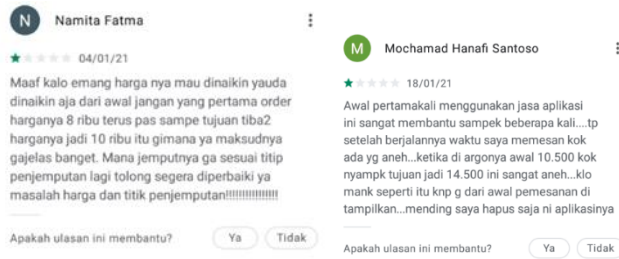 N Namita Fatma
04/01/21
Maaf kalo emang harga nya mau dinaikin yauda
dinaikin aja dari awal jangan yang pertama order
harganya 8 ribu terus pas sampe tujuan tiba2
harganya jadi 10 ribu itu gimana ya maksudnya
gajelas banget. Mana jemputnya ga sesuai titip
penjemputan lagi tolong segera diperbaiki ya
masalah harga dan titik penjemputan!!!!!!!!!!!!!!!!
Apakah ulasan ini membantu? Ya Tidak
M Mochamad Hanafi Santoso
18/01/21
Awal pertamakali menggunakan jasa aplikasi
ini sangat membantu sampek beberapa kali....tp
setelah berjalannya waktu saya memesan kok
ada yg aneh...ketika di argonya awal 10.500 kok
nyampk tujuan jadi 14.500 ini sangat aneh...klo
mank seperti itu knp g dari awal pemesanan di
tampilkan...mending saya hapus saja ni aplikasinya
Apakah ulasan ini membantu? Ya Tidak